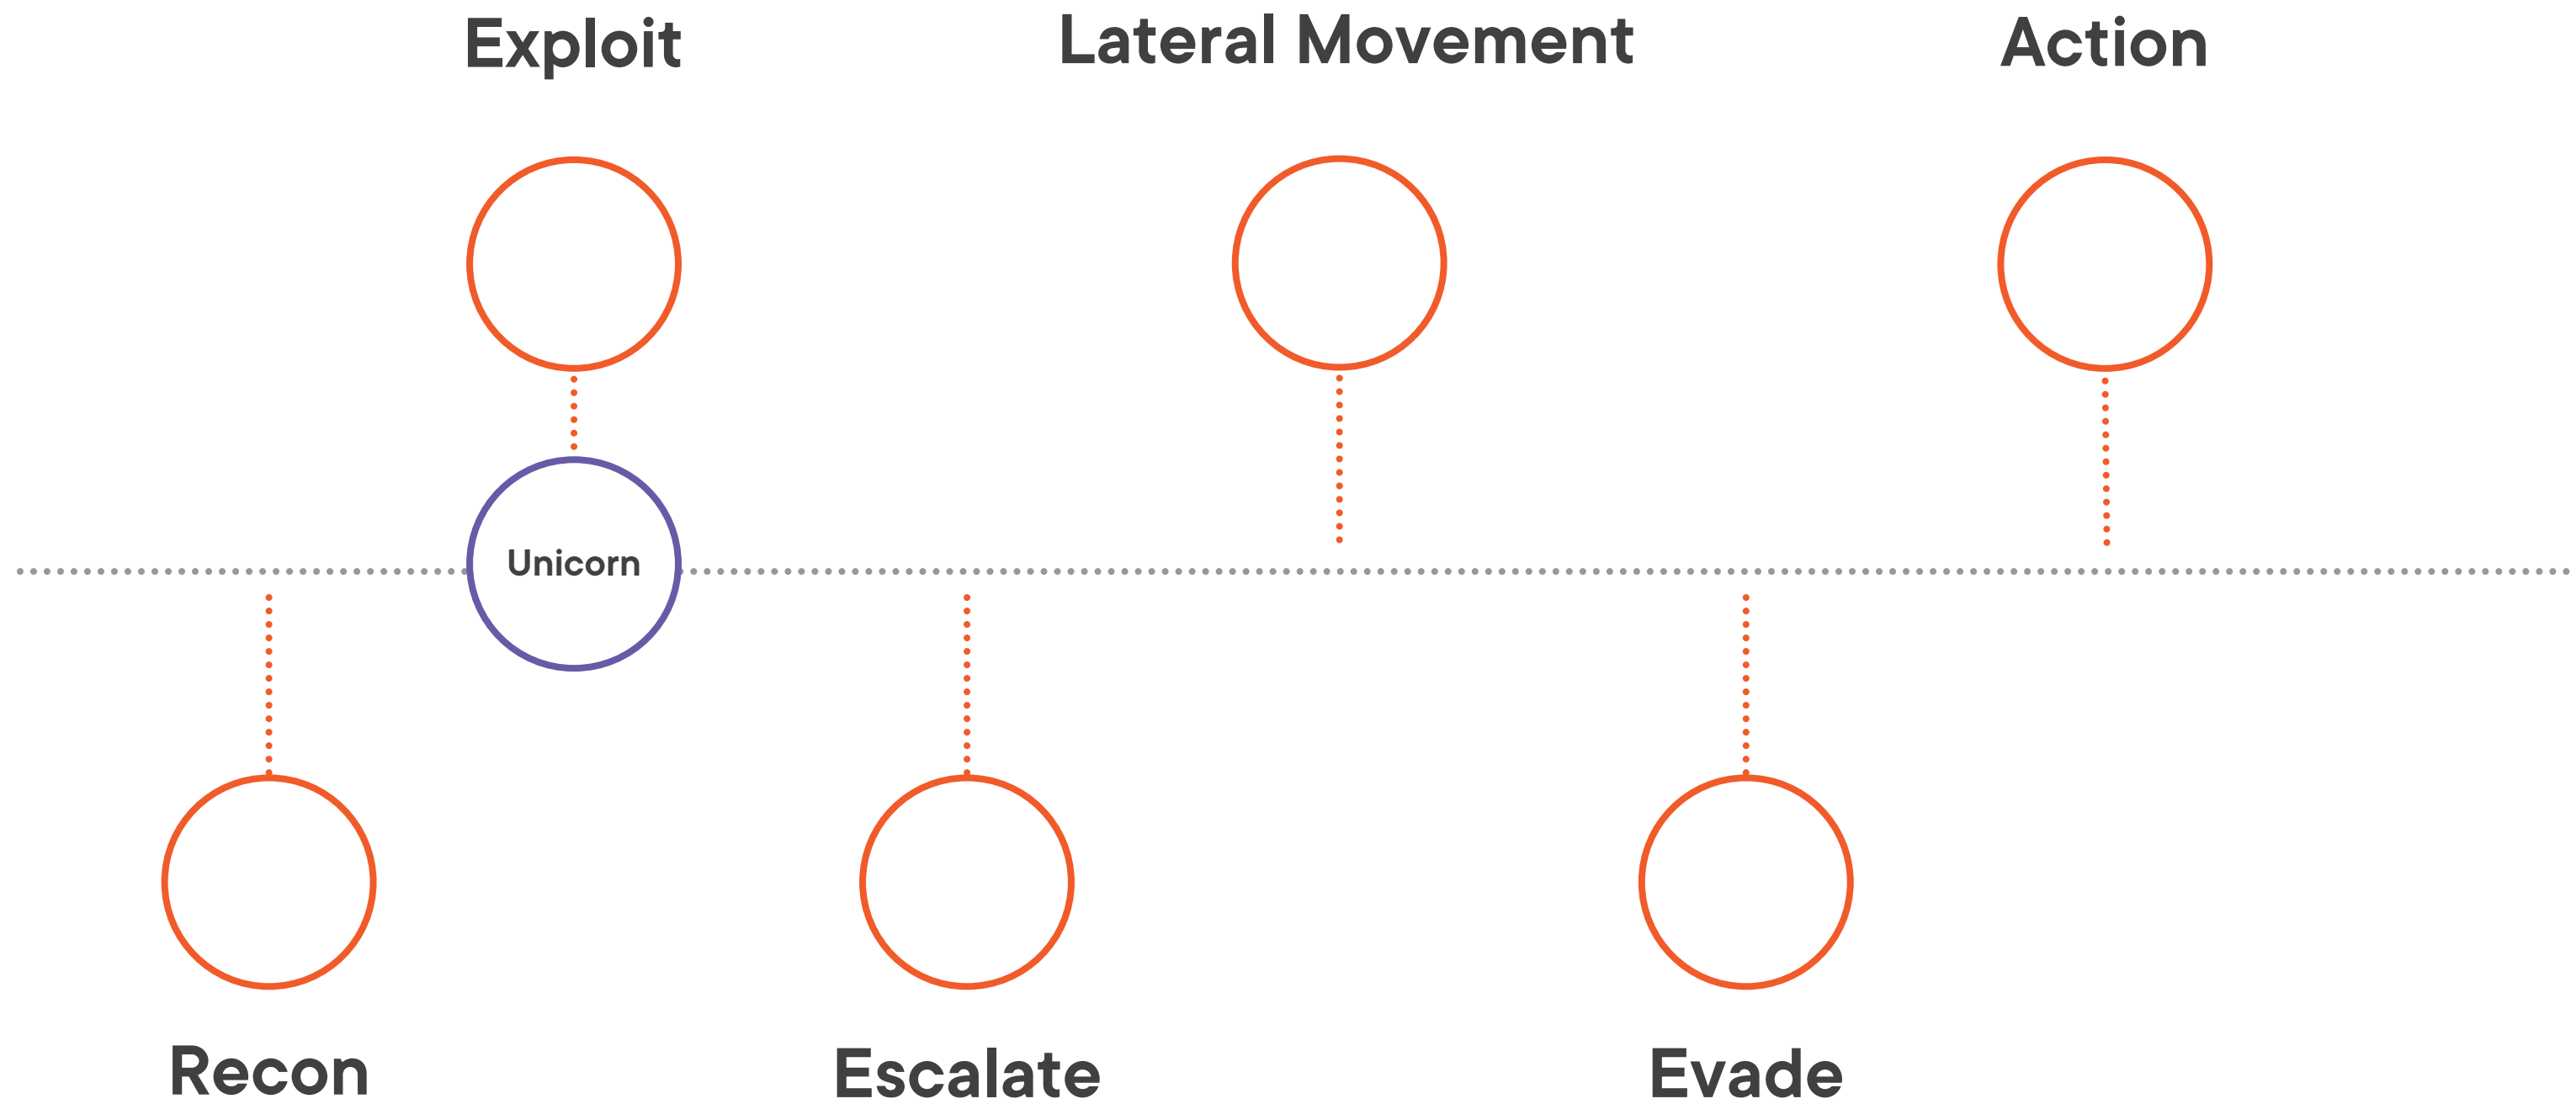 Exploit
Lateral Movement
Action
Unicorn
Recon
Escalate
Evade